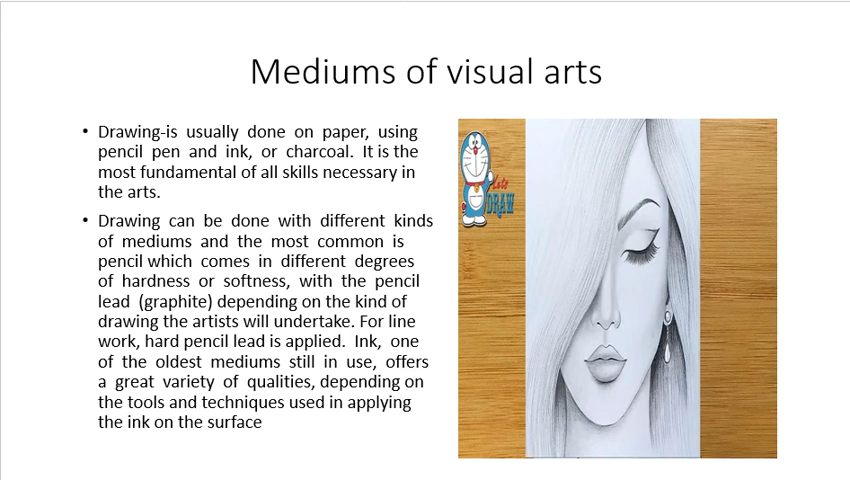 Mediums of visual arts
• Drawing-is usually done on paper, using
pencil pen and ink, or charcoal. It is the
most fundamental of all skills necessary in
the arts.
• Drawing can be done with different kinds
of mediums and the most common is
pencil which comes in different degrees
of hardness or softness, with the pencil
lead (graphite) depending on the kind of
drawing the artists will undertake. For line
work, hard pencil lead is applied. Ink, one
of the oldest mediums still in use, offers
a great variety of qualities, depending on
the tools and techniques used in applying
the ink on the surface
Lets
DRAW